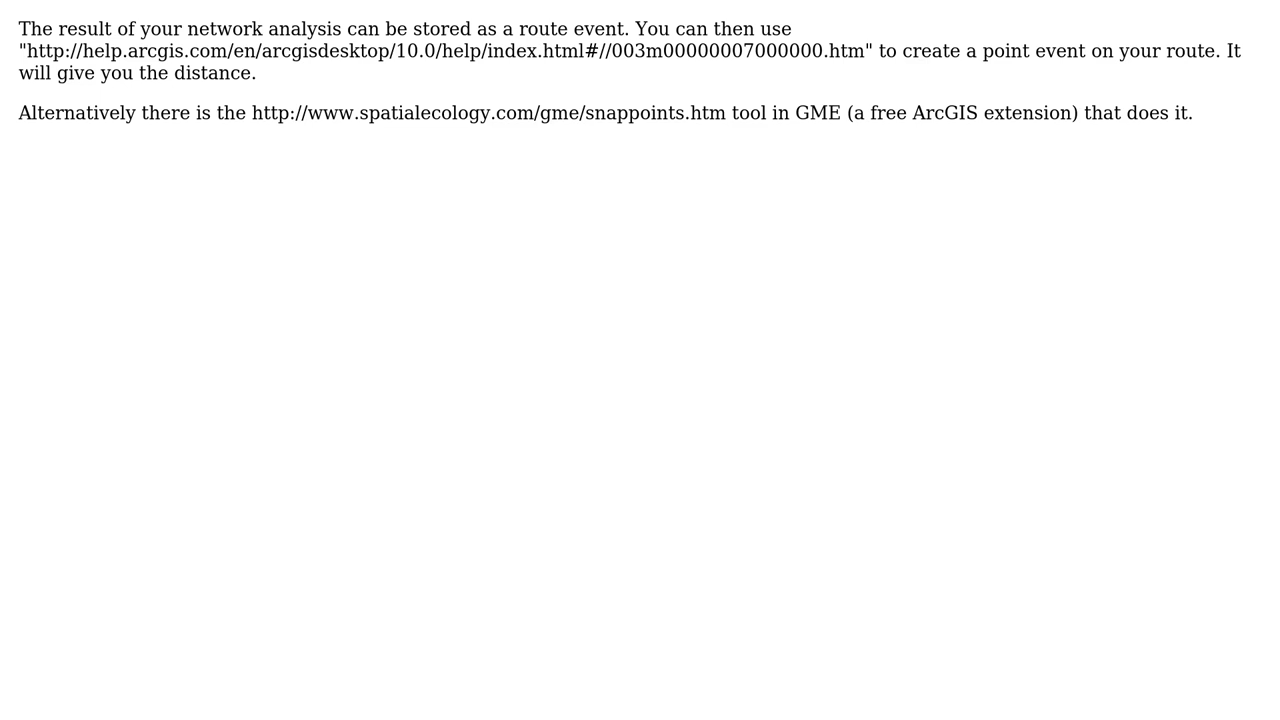 The result of your network analysis can be stored as a route event. You can then use
"http://help.arcgis.com/en/arcgisdesktop/10.0/help/index.html#//003m00000007000000.htm" to create a point event on your route. It
will give you the distance.
Alternatively there is the http://www.spatialecology.com/gme/snappoints.htm tool in GME (a free ArcGIS extension) that does it.